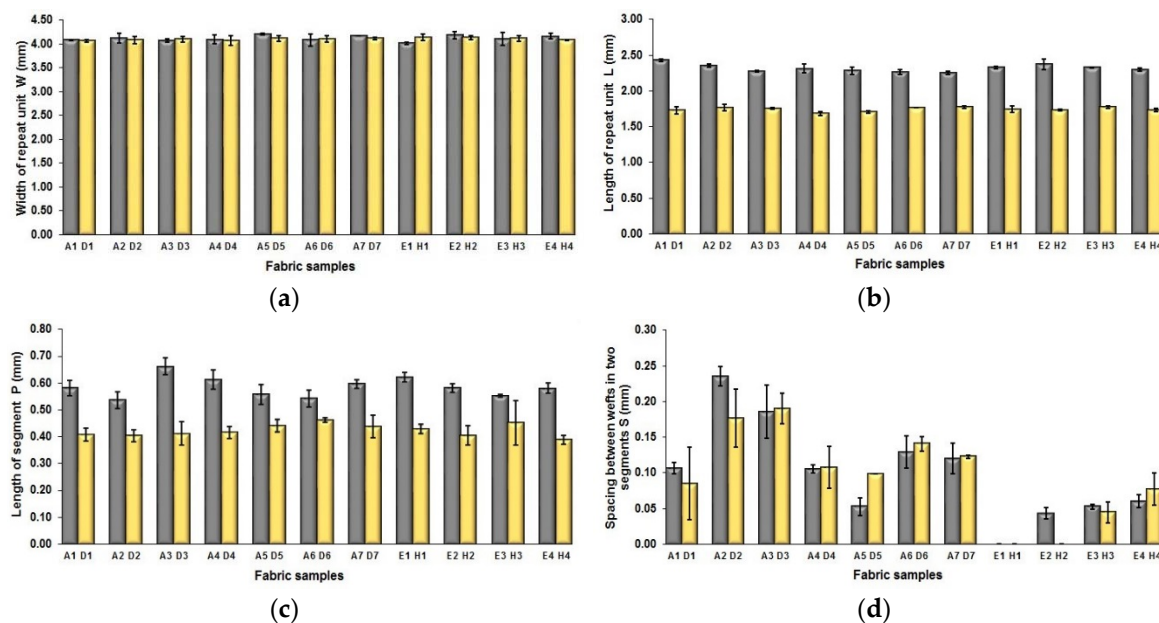 4.50
4.00
3.50
3.00
2.50
2.00
1.50
1.00
0.50
0.00
Width of repeat unit W (mm)
A1 D1 A2 D2 A3 D3 A4 D4 A5 D5 A6 D6 A7 D7 E1 H1 E2 H2 E3 H3 E4 H4
Fabric samples
(a)
3.00
2.50
2.00
1.50
1.00
0.50
0.00
Length of repeat unit L (mm)
A1 D1 A2 D2 A3 D3 A4 D4 A5 D5 A6 D6 A7 D7 E1 H1 E2 H2 E3 H3 E4 H4
Fabric samples
(b)
0.80
0.70
0.60
0.50
0.40
0.30
0.20
0.10
0.00
Length of segment P (mm)
A1 D1 A2 D2 A3 D3 A4 D4 A5 D5 A6 D6 A7 D7 E1 H1 E2 H2 E3 H3 E4 H4
Fabric samples
(c)
0.30
0.25
0.20
0.15
0.10
0.05
0.00
Spacing between wefts in two
segments S (mm)
A1 D1 A2 D2 A3 D3 A4 D4 A5 D5 A6 D6 A7 D7 E1 H1 E2 H2 E3 H3 E4 H4
Fabric samples
(d)